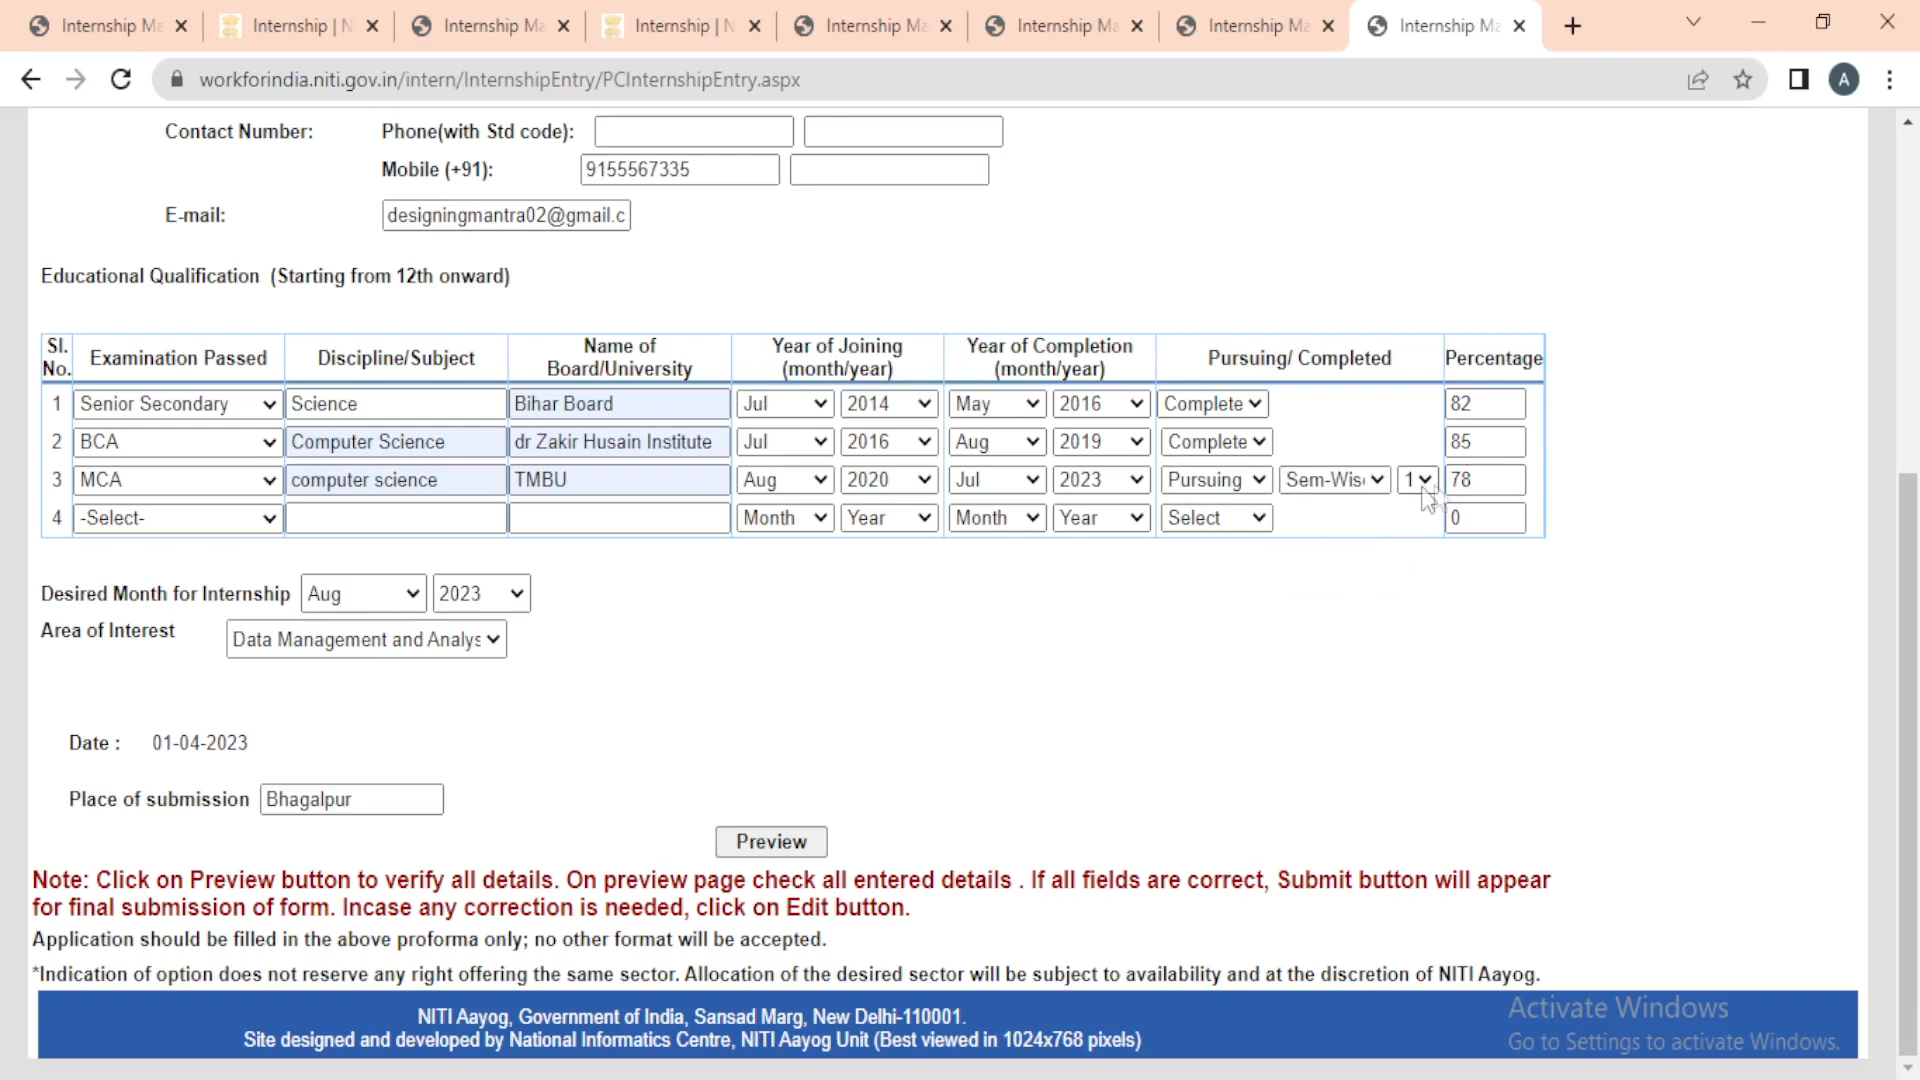 Internship Ma
Internship | N
Internship Ma
Internship | N
Internship Ma
Internship Ma
Internship Ma
Internship Ma
workforindia.niti.gov.in/intern/InternshipEntry/PCInternshipEntry.aspx
A
Contact Number: Phone(with Std code):
Mobile (+91): 9155567335
E-mail: designingmantra02@gmail.c
Educational Qualification (Starting from 12th onward)
Sl. No. Examination Passed Discipline/Subject Name of Board/University Year of Joining (month/year) Year of Completion (month/year) Pursuing/ Completed Percentage
1 Senior Secondary Science Bihar Board Jul 2014 May 2016 Complete 82
2 BCA Computer Science dr Zakir Husain Institute Jul 2016 Aug 2019 Complete 85
3 MCA computer science TMBU Aug 2020 Jul 2023 Pursuing Sem-Wis 1 78
4 -Select- Month Year Month Year Select 0
Desired Month for Internship Aug 2023
Area of Interest Data Management and Analys
Date : 01-04-2023
Place of submission Bhagalpur
Preview
Note: Click on Preview button to verify all details. On preview page check all entered details . If all fields are correct, Submit button will appear
for final submission of form. Incase any correction is needed, click on Edit button.
Application should be filled in the above proforma only; no other format will be accepted.
*Indication of option does not reserve any right offering the same sector. Allocation of the desired sector will be subject to availability and at the discretion of NITI Aayog.
NITI Aayog, Government of India, Sansad Marg, New Delhi-110001.
Site designed and developed by National Informatics Centre, NITI Aayog Unit (Best viewed in 1024x768 pixels)
Activate Windows
Go to Settings to activate Windows.